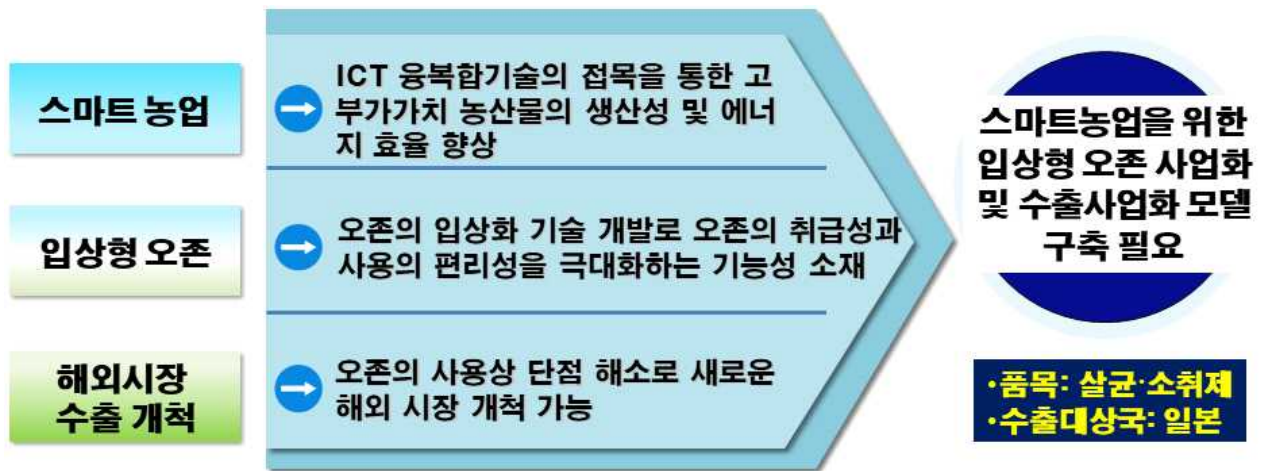 스마트 농업
ICT 융복합기술의 접목을 통한 고
부가가치 농산물의 생산성 및 에너
지 효율 향상
입상형 오존
오존의 입상화 기술 개발로 오존의 취급성과
사용의 편리성을 극대화하는 기능성 소재
해외시장
수출 개척
오존의 사용상 단점 해소로 새로운
해외 시장 개척 가능
스마트농업을 위한
입상형 오존 사업화
및 수출사업화 모델
구축 필요
•품목: 살균·소취제
•수출대상국: 일본